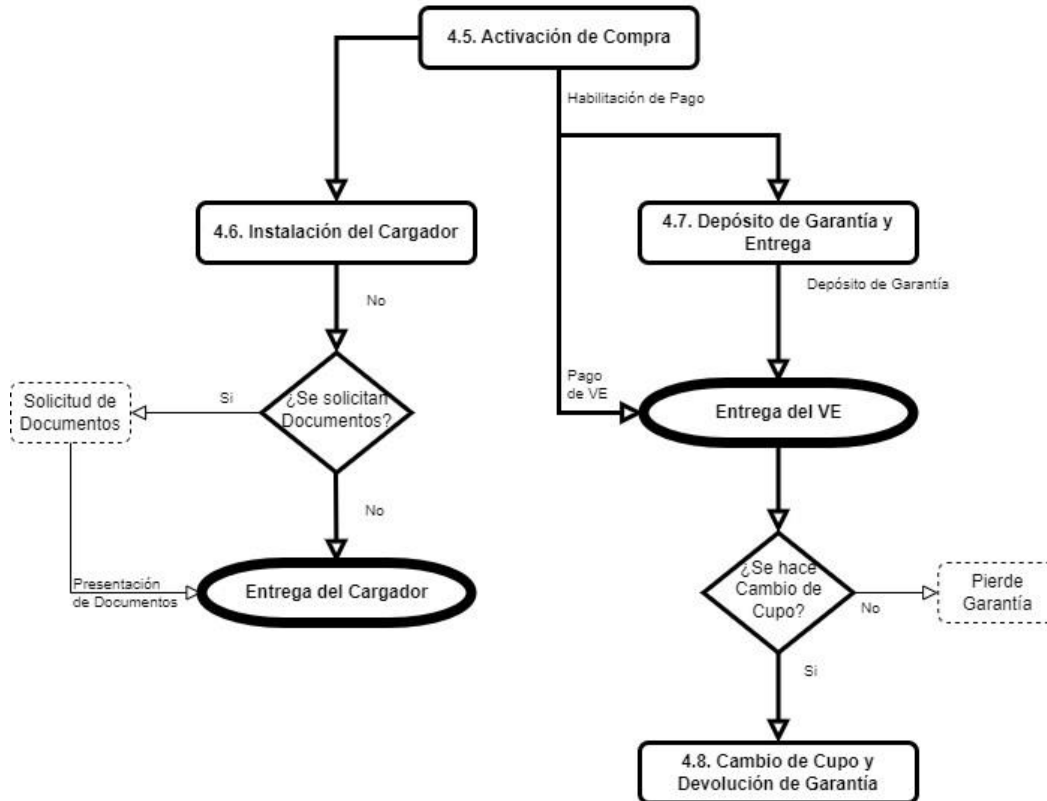 4.5. Activación de Compra
Habilitación de Pago
4.6. Instalación del Cargador
4.7. Depósito de Garantía y
Entrega
No
Depósito de Garantía
¿Se solicitan
Documentos?
Si
Solicitud de
Documentos
Pago
de VE
Entrega del VE
No
Presentación
de Documentos
Entrega del Cargador
¿Se hace
Cambio de
Cupo?
No
Pierde
Garantía
Si
4.8. Cambio de Cupo y
Devolución de Garantía